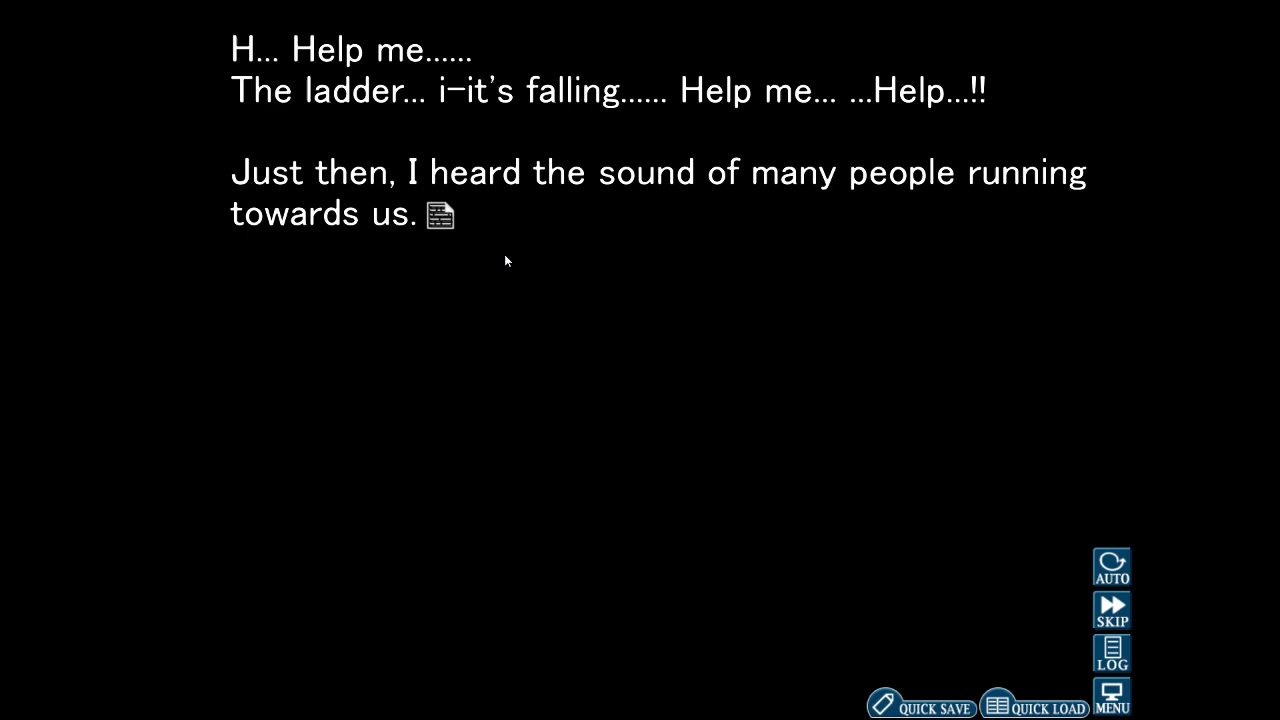 H... Help me......
The ladder... i-it's falling...... Help me... ...Help...!!
Just then, I heard the sound of many people running
towards us.
AUTO
SKIP
LOG
QUICK SAVE QUICK LOAD MENU